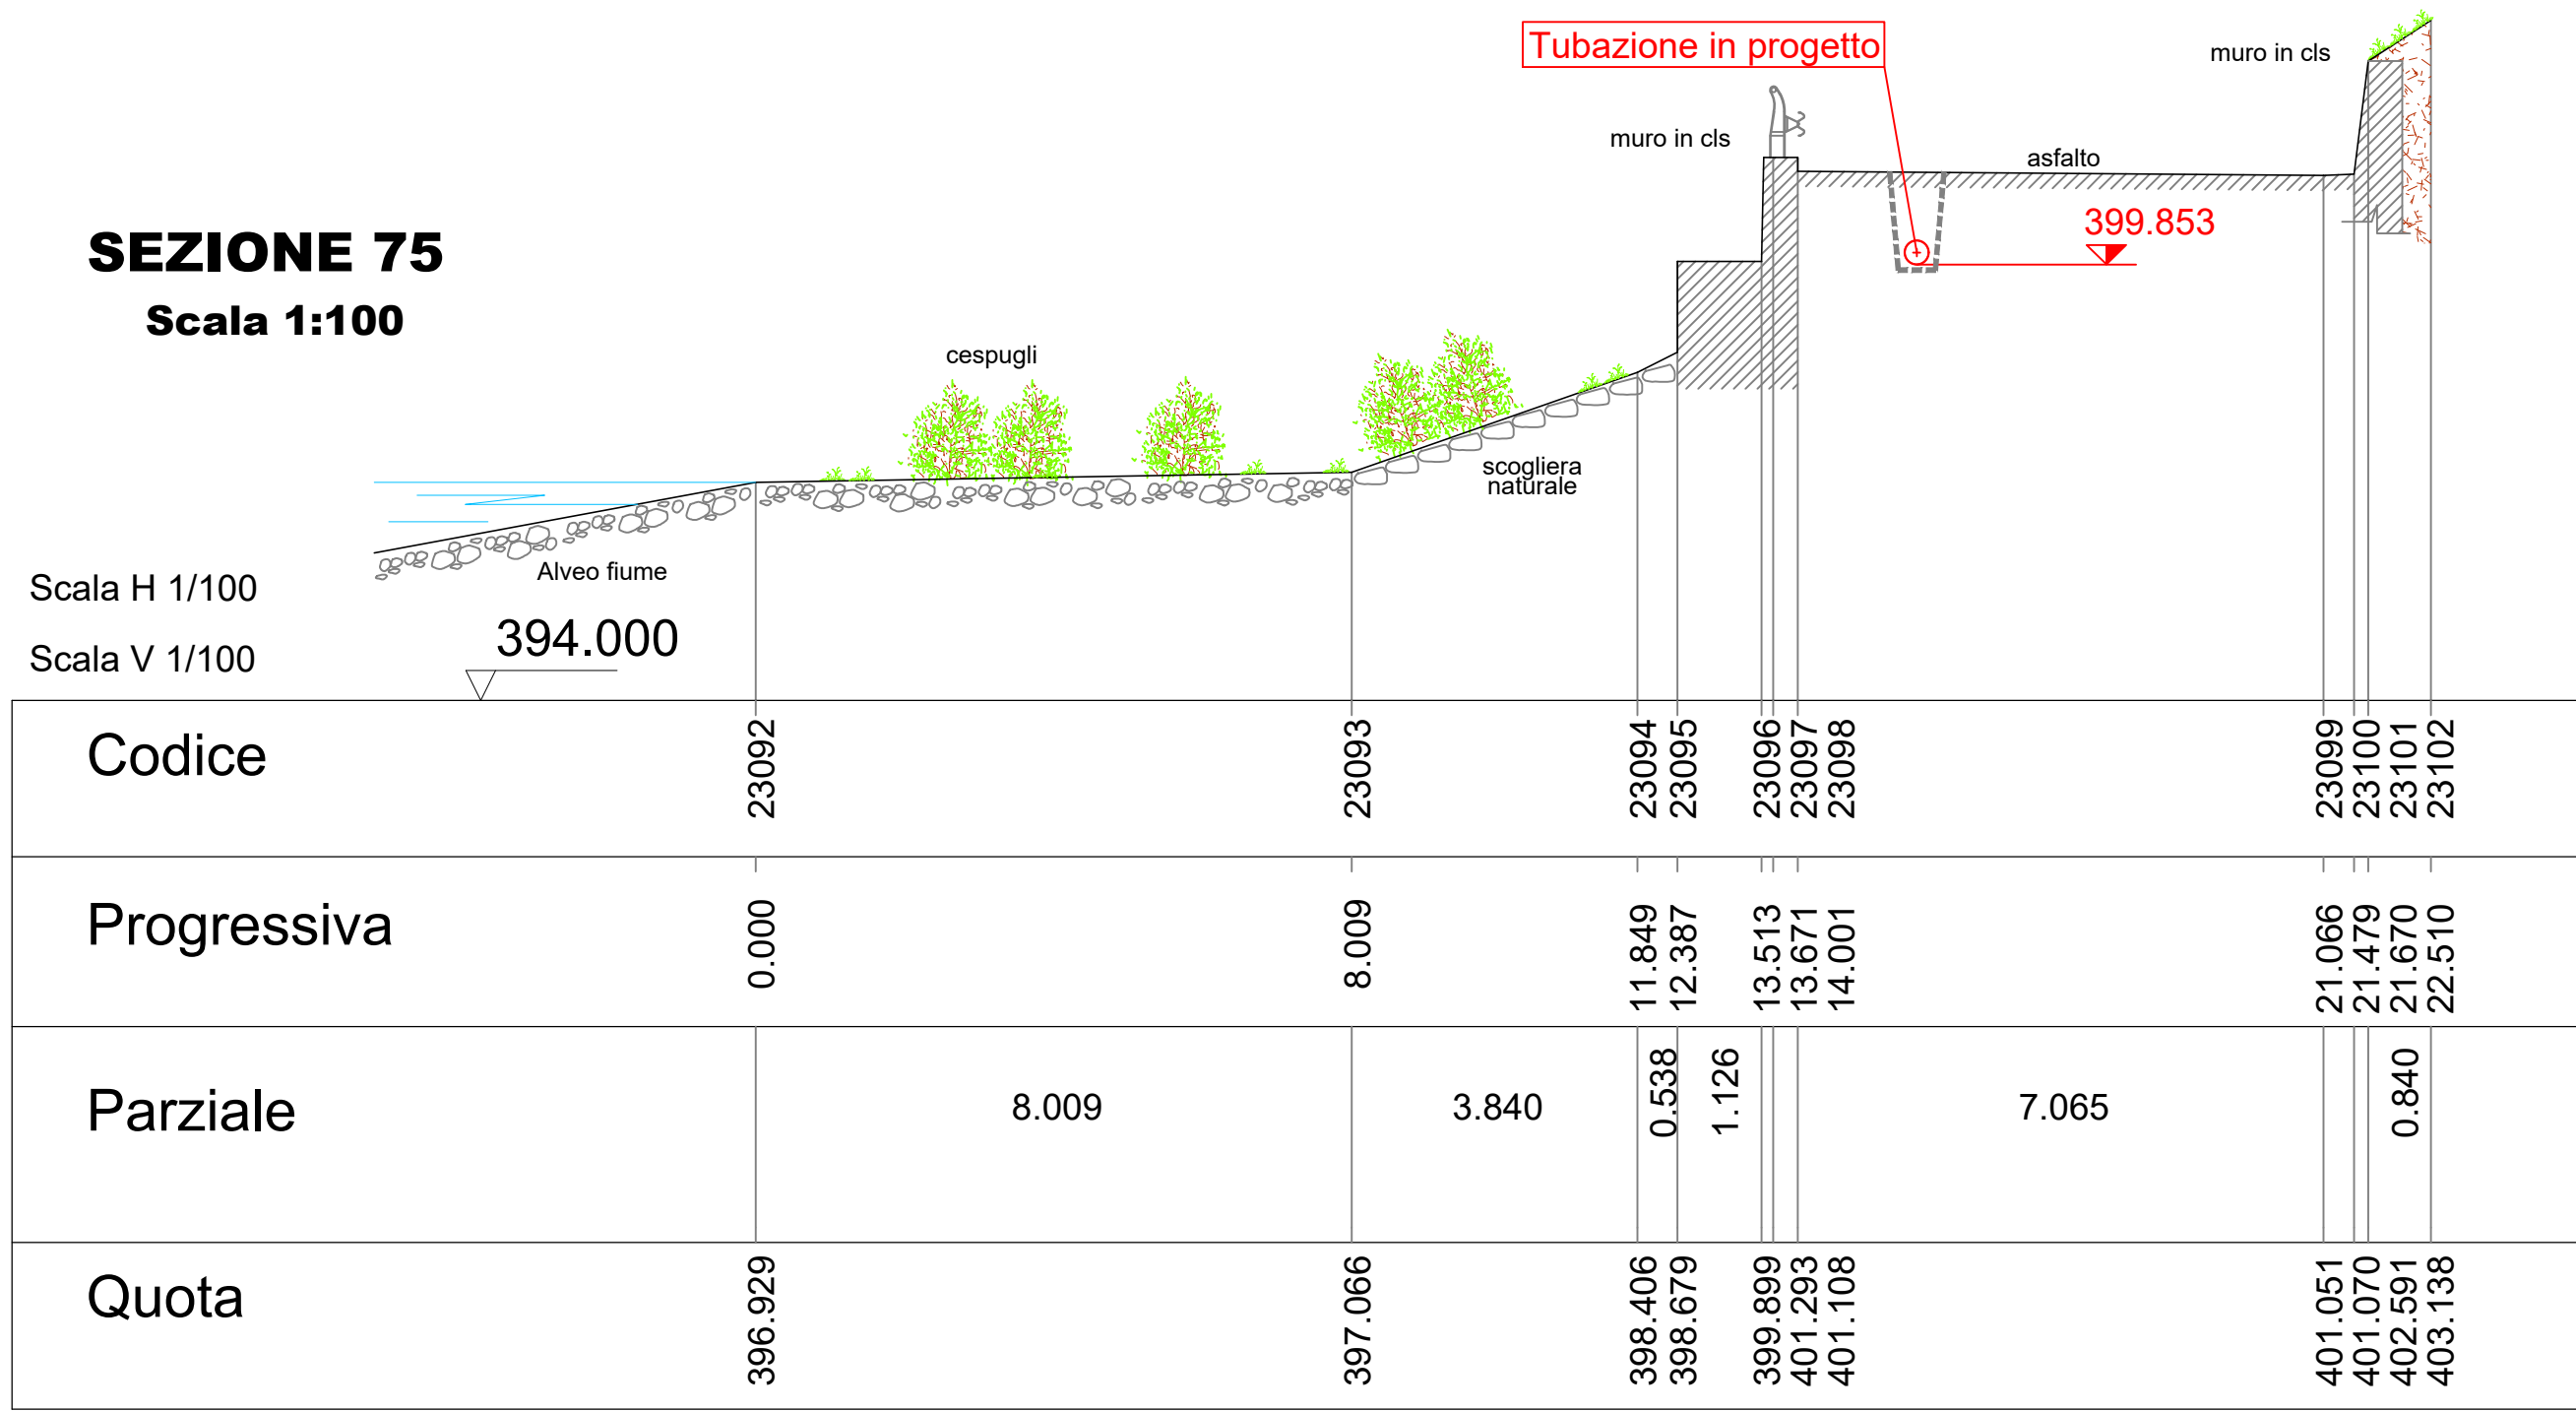 Tubazione in progetto
muro in cls
muro in cls
asfalto
399.853
SEZIONE 75
Scala 1:100
cespugli
scogliera
naturale
Alveo fiume
Scala H 1/100
394.000
Scala V 1/100
Codice 23092 23093 23094 23095 23096 23097 23098 23099 23100 23101 23102
Progressiva 0.000 8.009 11.849 12.387 13.513 13.671 14.001 21.066 21.479 21.670 22.510
Parziale 8.009 3.840 0.538 1.126 7.065 0.840
Quota 396.929 397.066 398.406 398.679 399.899 401.293 401.108 401.051 401.070 402.591 403.138